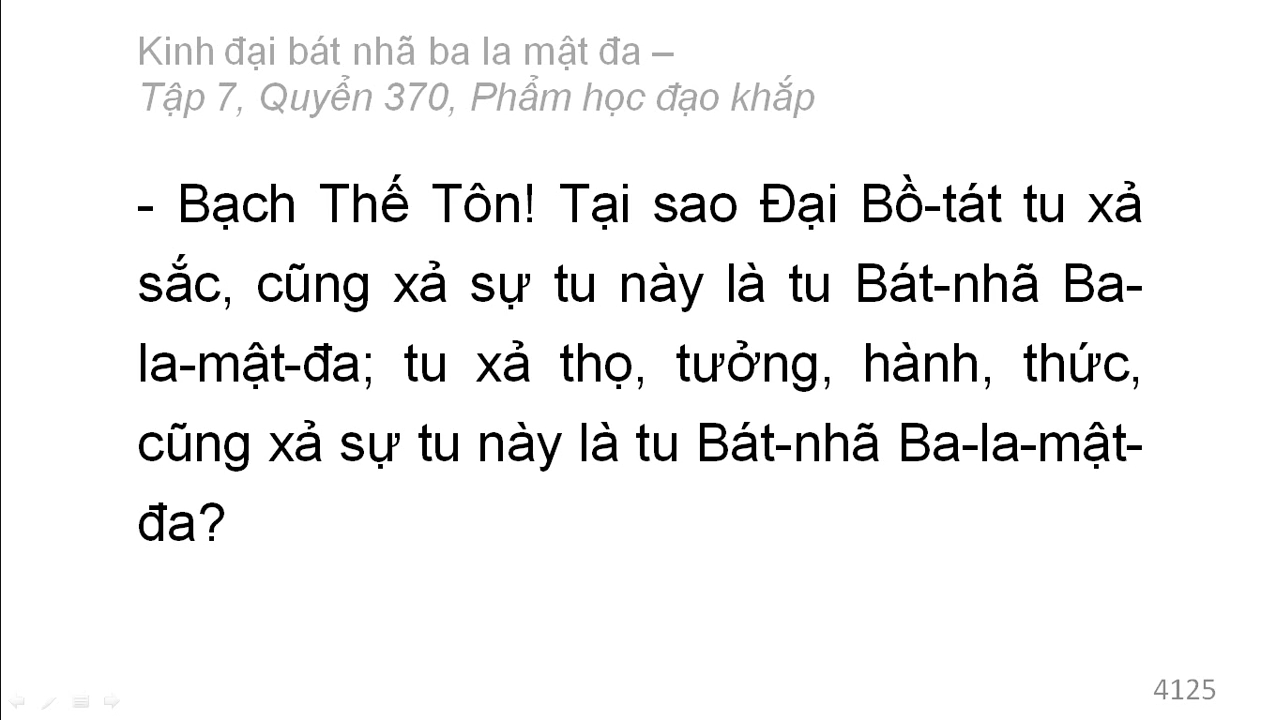 Kinh đại bát nhã ba la mật đa –
Tập 7, Quyển 370, Phẩm học đạo khắp
- Bạch Thế Tôn! Tại sao Đại Bồ-tát tu xả
sắc, cũng xả sự tu này là tu Bát-nhã Ba-
la-mật-đa; tu xả thọ, tưởng, hành, thức,
cũng xả sự tu này là tu Bát-nhã Ba-la-mật-
đa?
4125